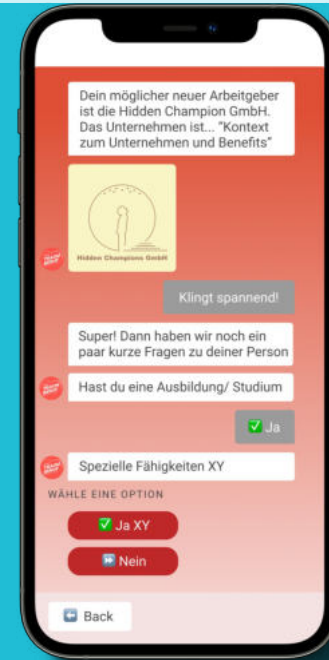 Dein möglicher neuer Arbeitgeber
ist die Hidden Champion GmbH.
Das Unternehmen ist... "Kontext
zum Unternehmen und Benefits"
Hidden Champions GmbH
Klingt spannend!
Super! Dann haben wir noch ein
paar kurze Fragen zu deiner Person
Hast du eine Ausbildung/ Studium
✅ Ja
Spezielle Fähigkeiten XY
WÄHLE EINE OPTION
✅ Ja XY
⏩ Nein
⬅️ Back